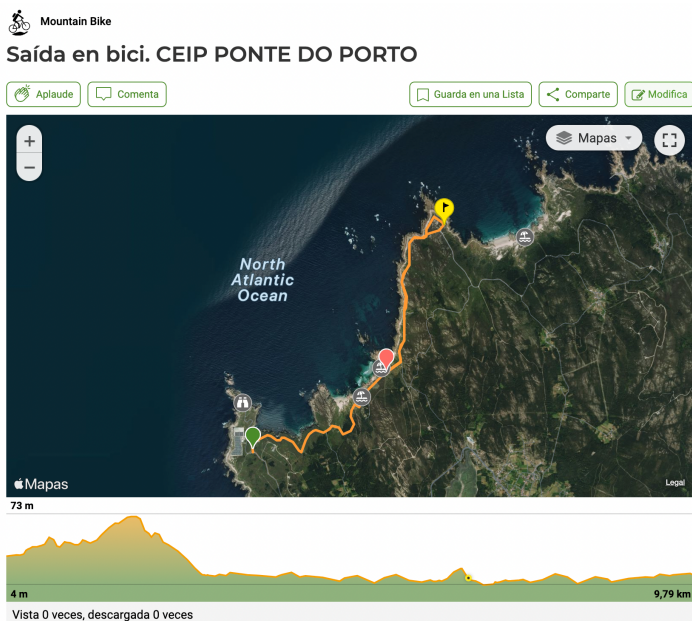 Mountain Bike
Saída en bici. CEIP PONTE DO PORTO
Aplaude
Comenta
Guarda en una Lista
Comparte
Modifica
+
−
Mapas
North
Atlantic
Ocean
Mapas
Legal
73 m
4 m
9,79 km
Vista 0 veces, descargada 0 veces